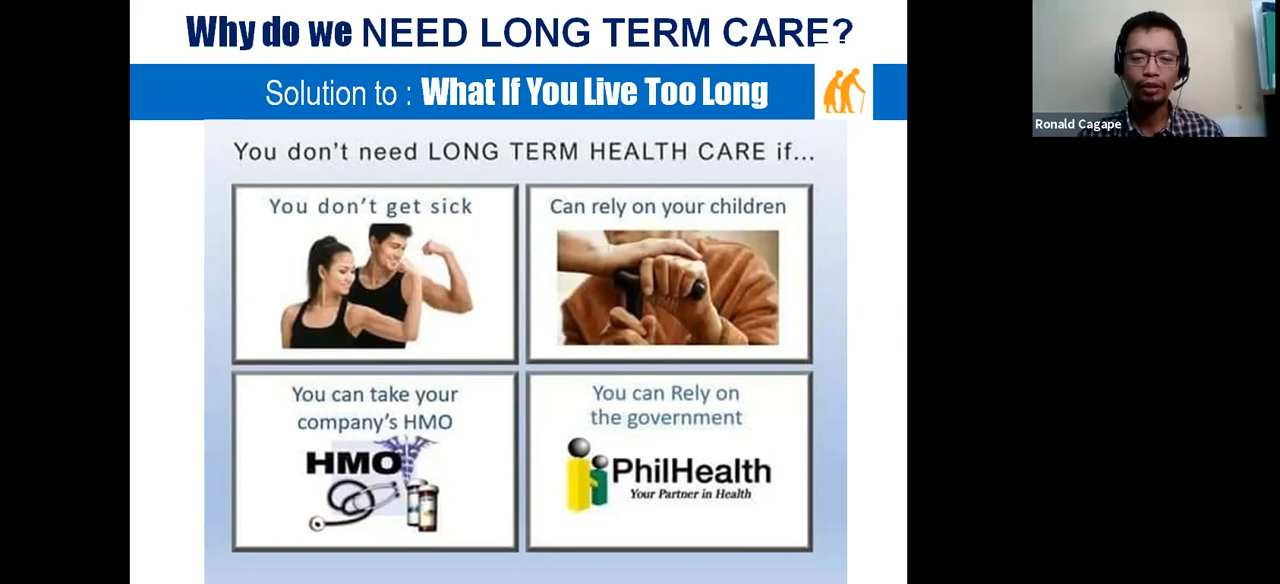 Why do we NEED LONG TERM CARE?
Solution to : What If You Live Too Long
Ronald Cagape
You don't need LONG TERM HEALTH CARE if...
You don't get sick
Can rely on your children
You can take your
company's HMO
HMO
You can Rely on
the government
PhilHealth
Your Partner in Health